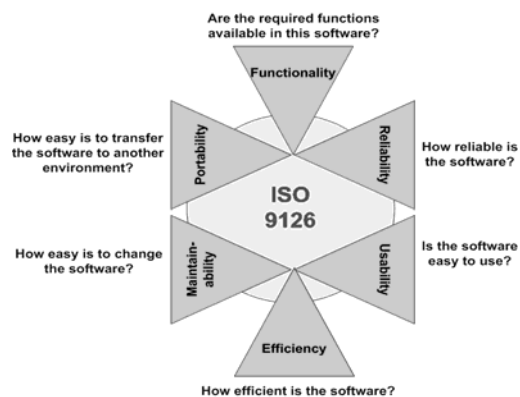 Are the required functions
available in this software?
Functionality
How easy is to transfer
the software to another
environment?
Portability
Reliability
How reliable is
the software?
ISO
9126
How easy is to change
the software?
Maintain-
ability
Usability
Is the software
easy to use?
Efficiency
How efficient is the software?